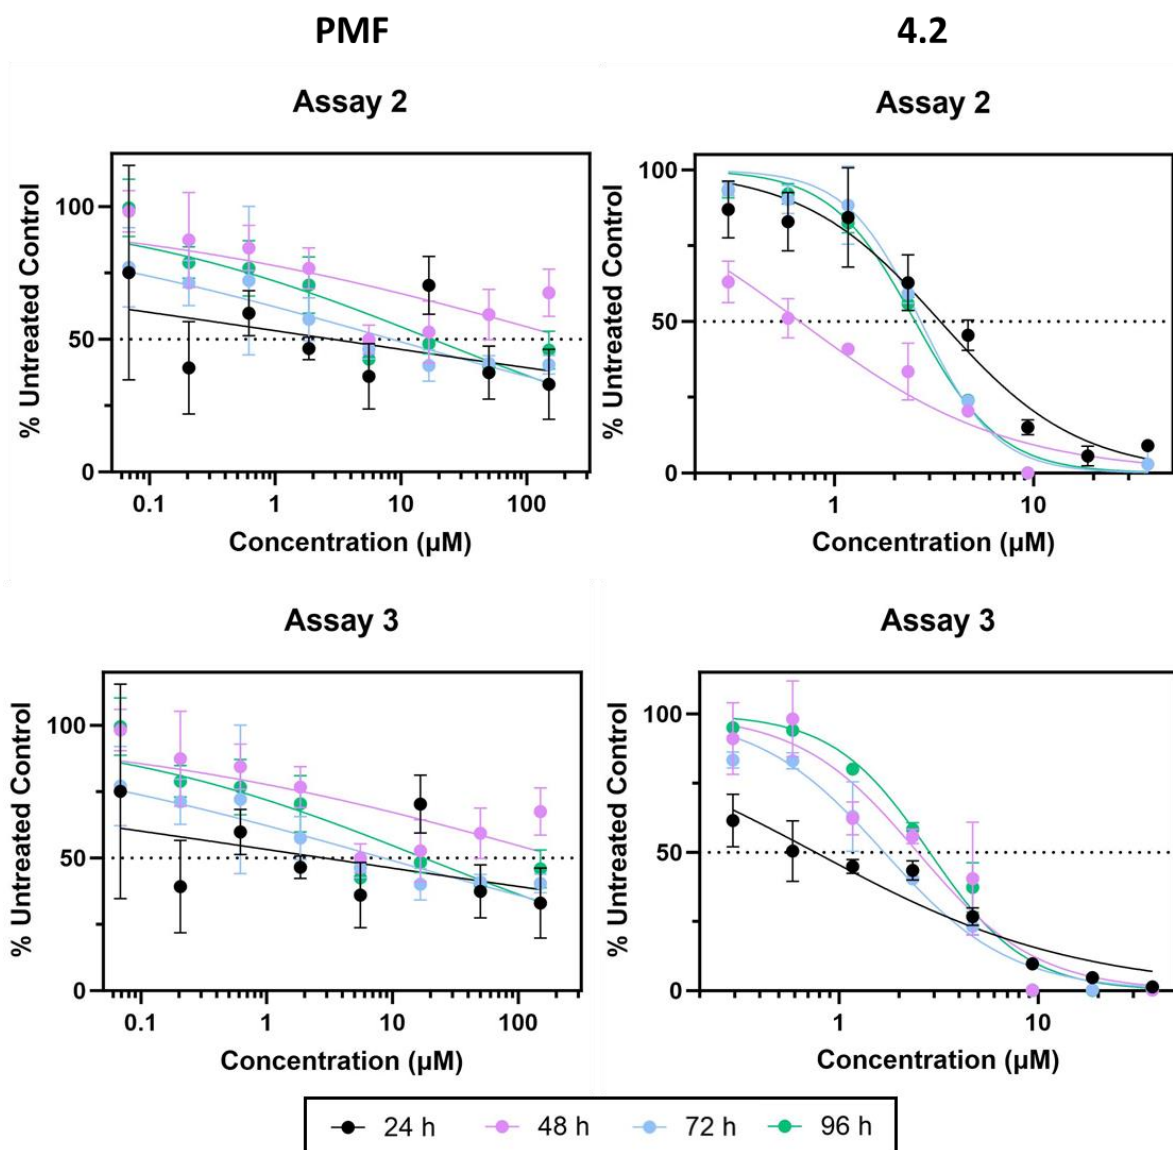 PMF
4.2
Assay 2
Assay 2
% Untreated Control
100
50
0
0.1
1
10
100
Concentration (µM)
% Untreated Control
100
50
0
1
10
Concentration (µM)
Assay 3
Assay 3
% Untreated Control
100
50
0
0.1
1
10
100
Concentration (µM)
% Untreated Control
100
50
0
1
10
Concentration (µM)
24 h 48 h 72 h 96 h